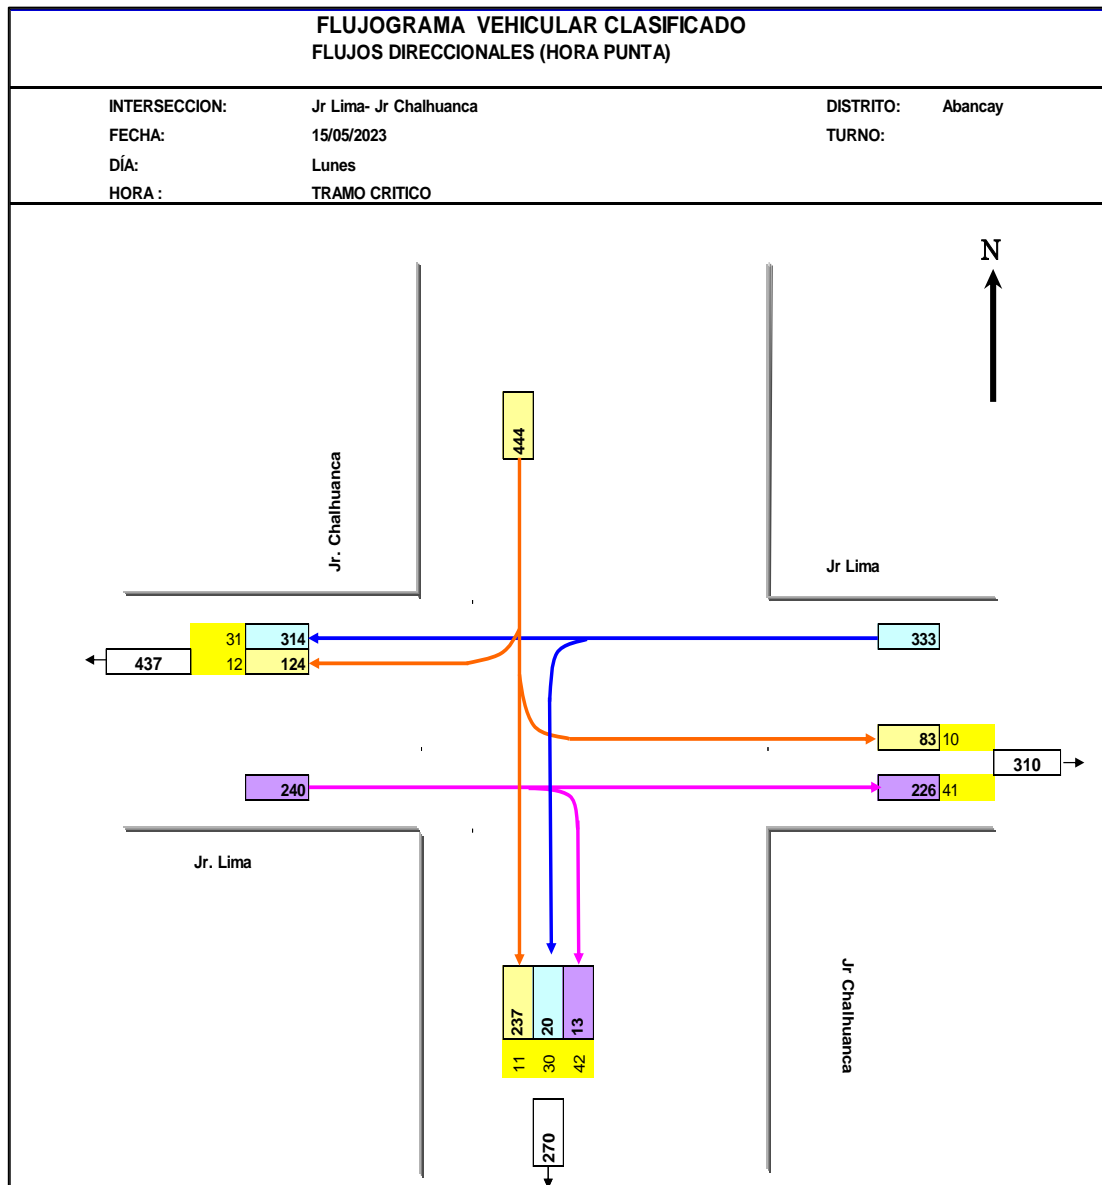 FLUJOGRAMA VEHICULAR CLASIFICADO
FLUJOS DIRECCIONALES (HORA PUNTA)
INTERSECCION: Jr Lima- Jr Chalhuanca DISTRITO: Abancay
FECHA: 15/05/2023 TURNO:
DÍA: Lunes
HORA : TRAMO CRITICO
N
444
Jr. Chalhuanca
Jr Lima
31 314 333
437 12 124
83 10
310
240 226 41
Jr. Lima
Jr Chalhuanca
237 20 13
11 30 42
270